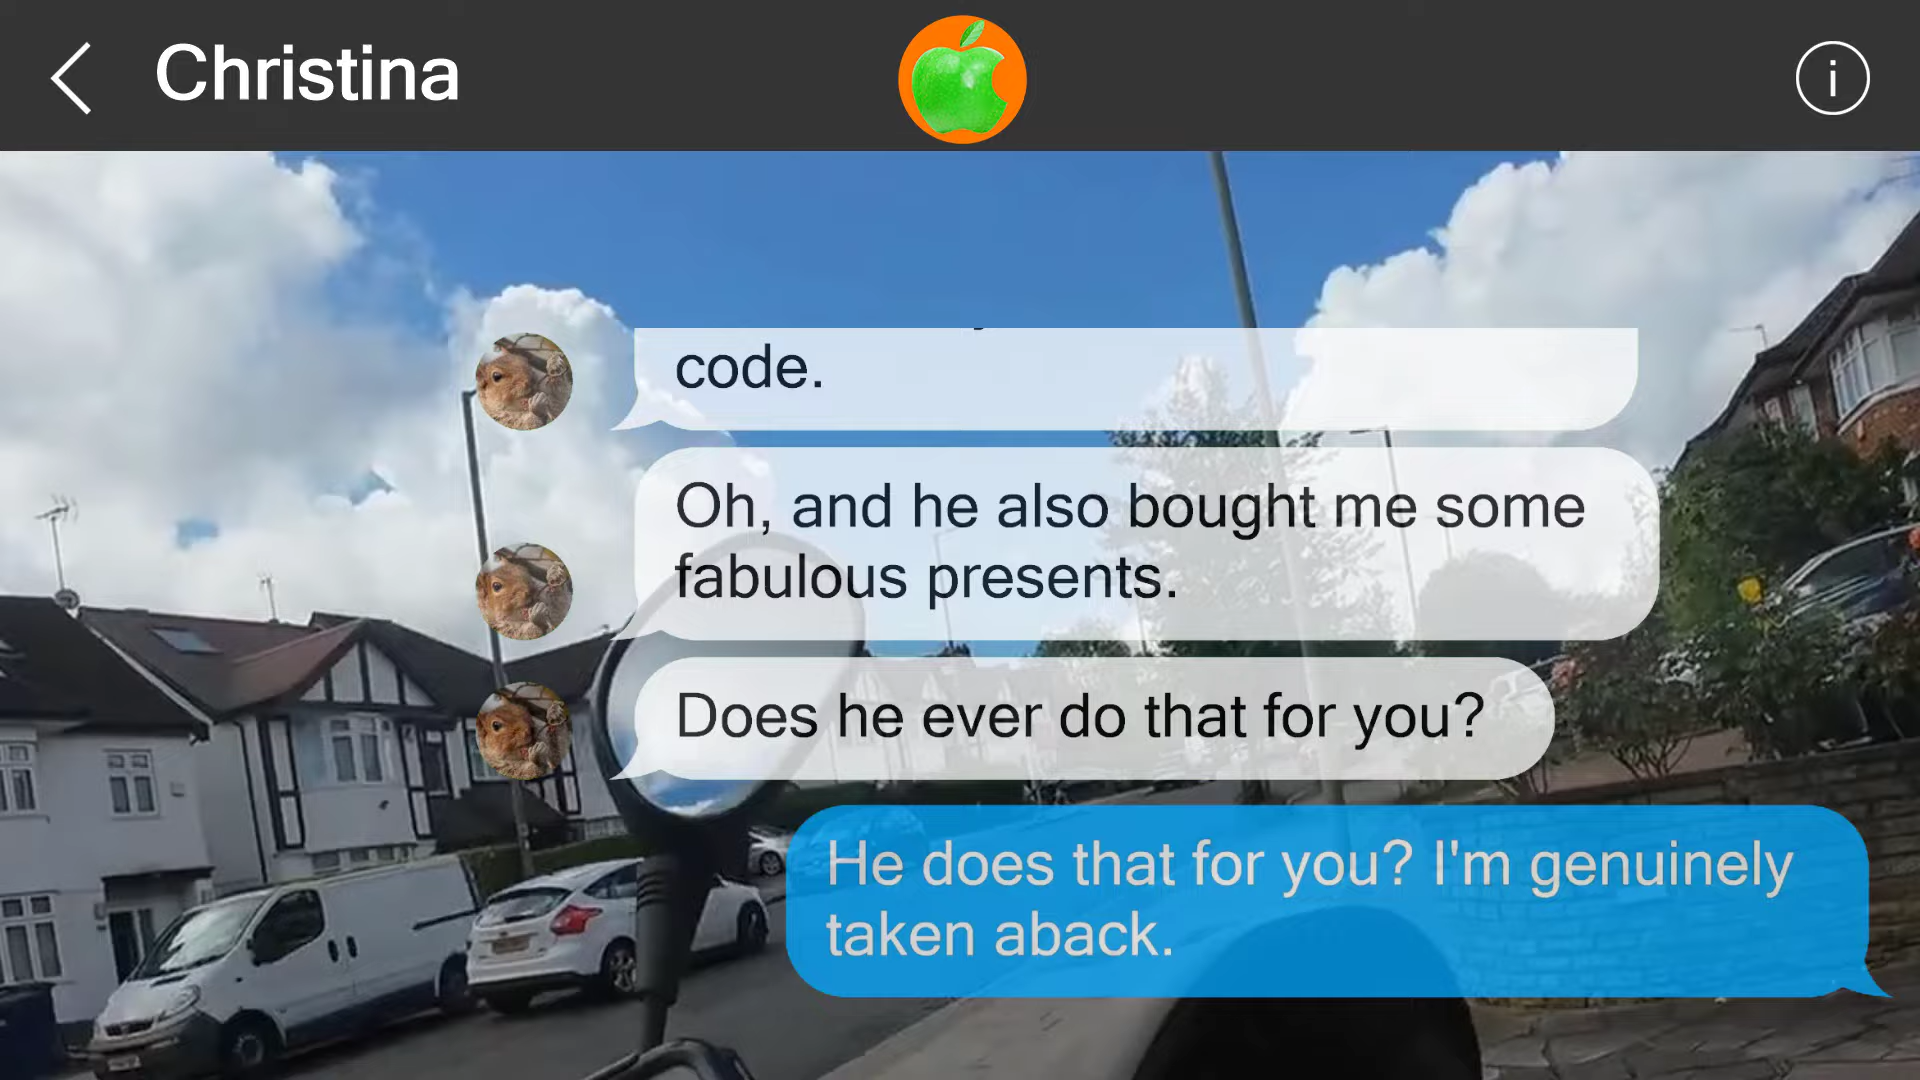 Christina
i
code.
Oh, and he also bought me some
fabulous presents.
Does he ever do that for you?
He does that for you? I'm genuinely
taken aback.